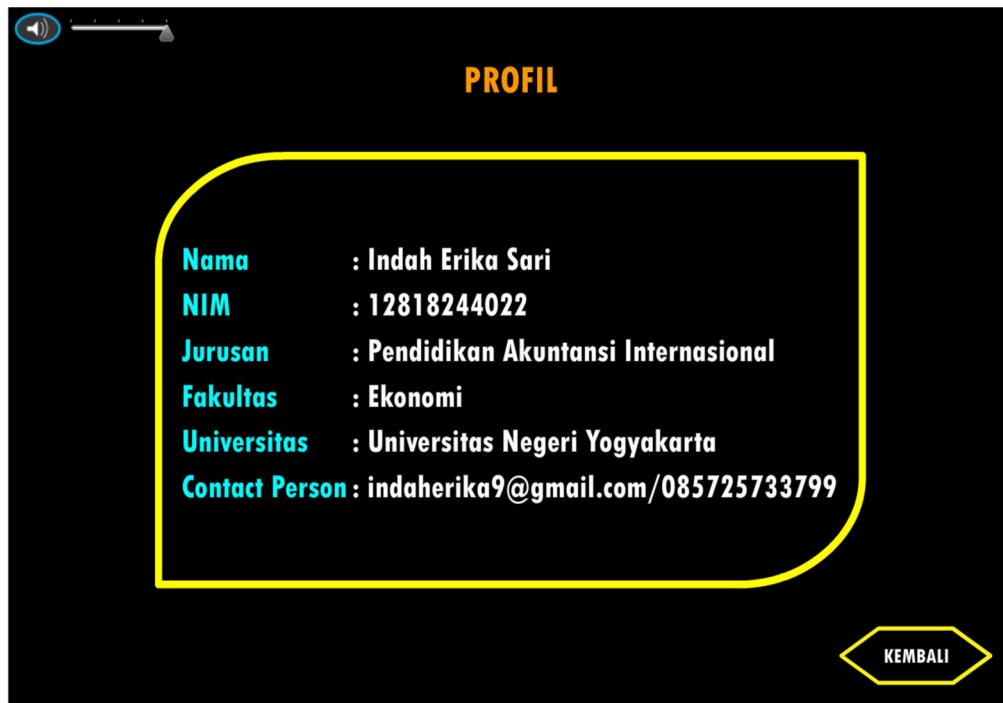 PROFIL
Nama : Indah Erika Sari
NIM : 12818244022
Jurusan : Pendidikan Akuntansi Internasional
Fakultas : Ekonomi
Universitas : Universitas Negeri Yogyakarta
Contact Person : indaherika9@gmail.com/085725733799
KEMBALI